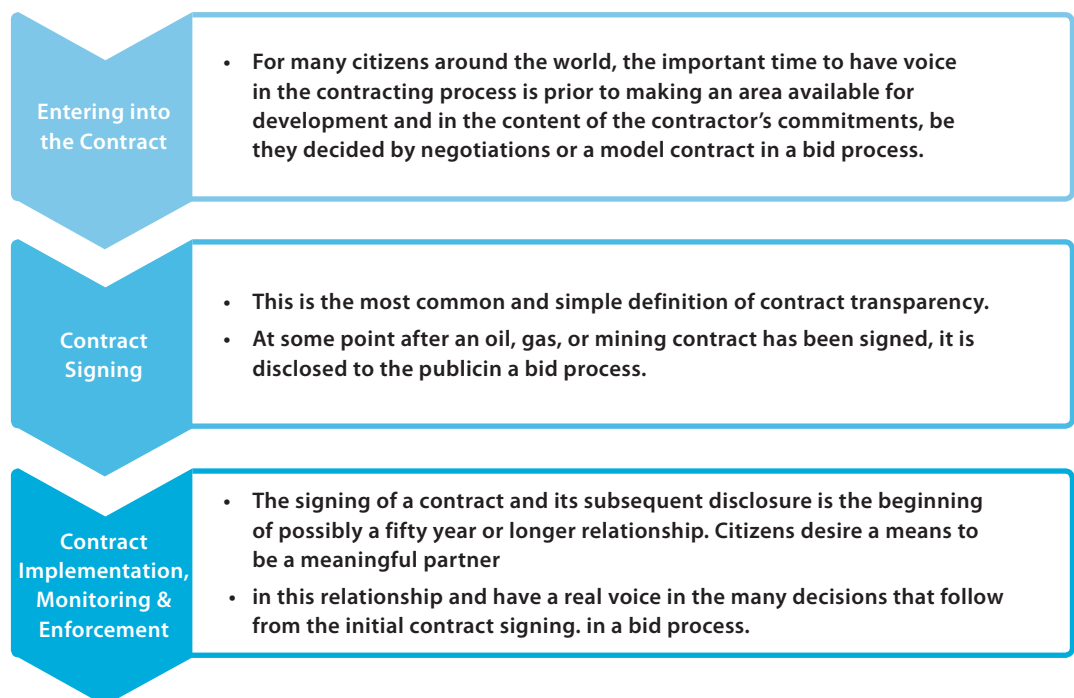 Entering into
the Contract
• For many citizens around the world, the important time to have voice
in the contracting process is prior to making an area available for
development and in the content of the contractor’s commitments, be
they decided by negotiations or a model contract in a bid process.
Contract
Signing
• This is the most common and simple definition of contract transparency.
• At some point after an oil, gas, or mining contract has been signed, it is
disclosed to the publicin a bid process.
Contract
Implementation,
Monitoring &
Enforcement
• The signing of a contract and its subsequent disclosure is the beginning
of possibly a fifty year or longer relationship. Citizens desire a means to
be a meaningful partner
• in this relationship and have a real voice in the many decisions that follow
from the initial contract signing. in a bid process.